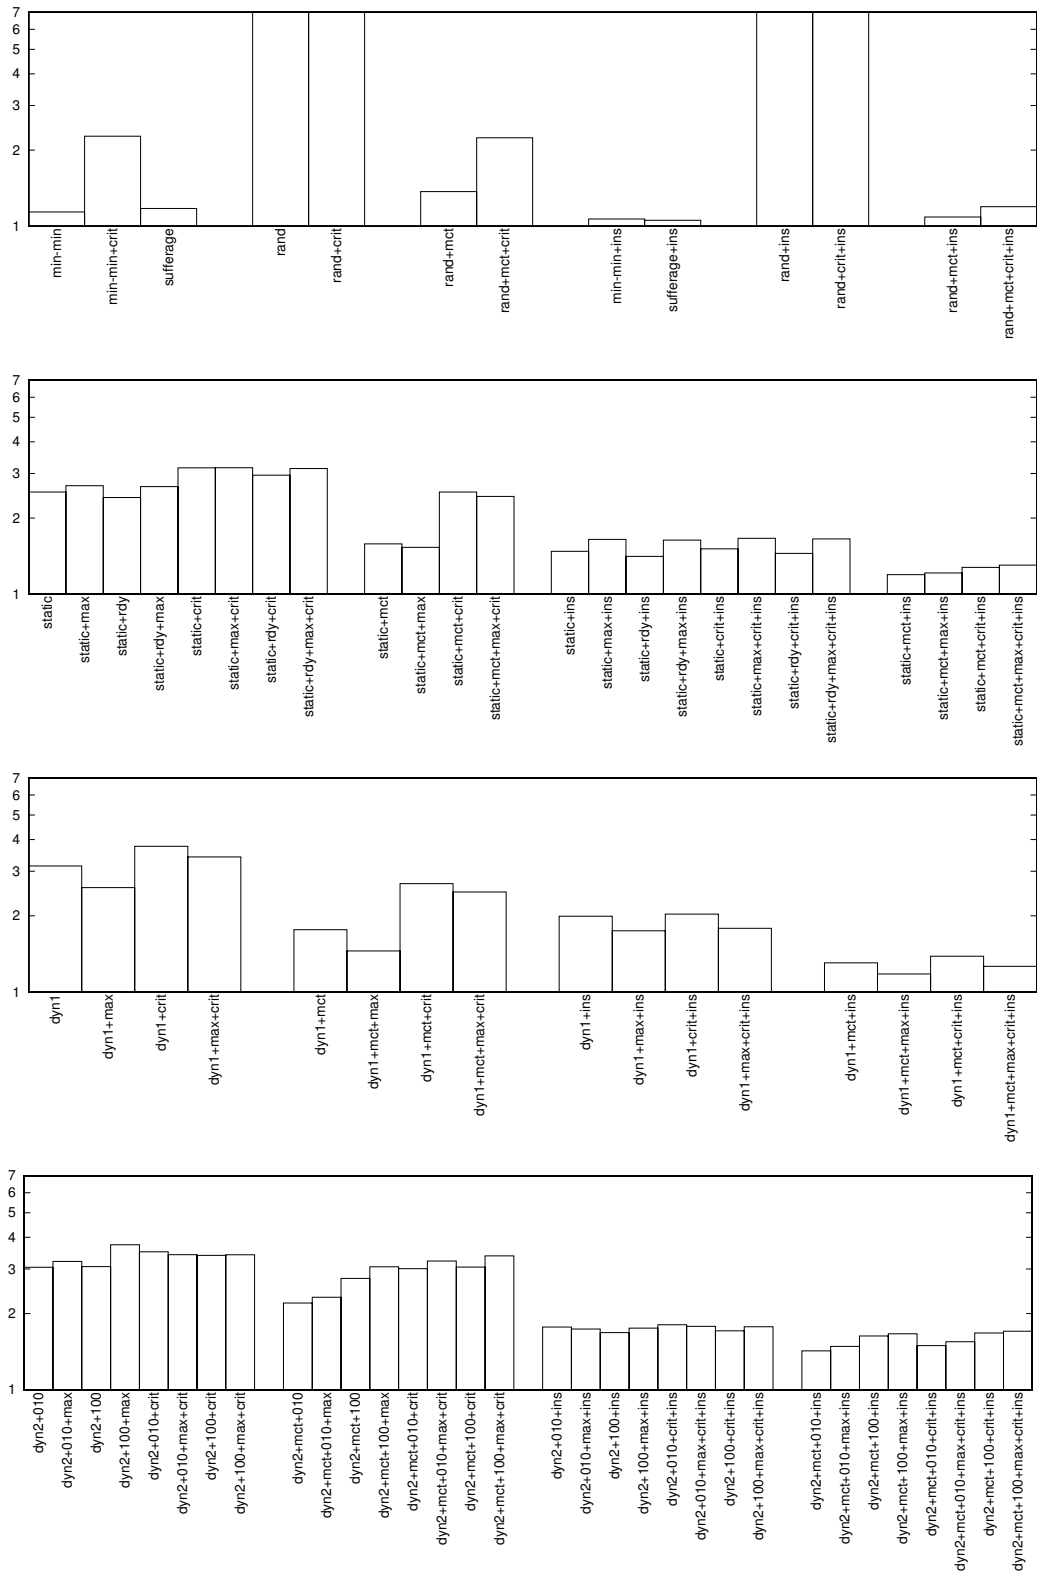 7
6
5
4
3
2
1
min-min
min-min+crit
sufferage
rand
rand+crit
rand+mct
rand+mct+crit
min-min+ins
sufferage+ins
rand+ins
rand+crit+ins
rand+mct+ins
rand+mct+crit+ins
7
6
5
4
3
2
1
static
static+max
static+rdy
static+rdy+max
static+crit
static+max+crit
static+rdy+crit
static+rdy+max+crit
static+mct
static+mct+max
static+mct+crit
static+mct+max+crit
static+ins
static+max+ins
static+rdy+ins
static+rdy+max+ins
static+crit+ins
static+max+crit+ins
static+rdy+crit+ins
static+rdy+max+crit+ins
static+mct+ins
static+mct+max+ins
static+mct+crit+ins
static+mct+max+crit+ins
7
6
5
4
3
2
1
dyn1
dyn1+max
dyn1+crit
dyn1+max+crit
dyn1+mct
dyn1+mct+max
dyn1+mct+crit
dyn1+mct+max+crit
dyn1+ins
dyn1+max+ins
dyn1+crit+ins
dyn1+max+crit+ins
dyn1+mct+ins
dyn1+mct+max+ins
dyn1+mct+crit+ins
dyn1+mct+max+crit+ins
7
6
5
4
3
2
1
dyn2+010
dyn2+010+max
dyn2+100
dyn2+100+max
dyn2+010+crit
dyn2+010+max+crit
dyn2+100+crit
dyn2+100+max+crit
dyn2+mct+010
dyn2+mct+010+max
dyn2+mct+100
dyn2+mct+100+max
dyn2+mct+010+crit
dyn2+mct+010+max+crit
dyn2+mct+100+crit
dyn2+mct+100+max+crit
dyn2+010+ins
dyn2+010+max+ins
dyn2+100+ins
dyn2+100+max+ins
dyn2+010+crit+ins
dyn2+010+max+crit+ins
dyn2+100+crit+ins
dyn2+100+max+crit+ins
dyn2+mct+010+ins
dyn2+mct+010+max+ins
dyn2+mct+100+ins
dyn2+mct+100+max+ins
dyn2+mct+010+crit+ins
dyn2+mct+010+max+crit+ins
dyn2+mct+100+crit+ins
dyn2+mct+100+max+crit+ins